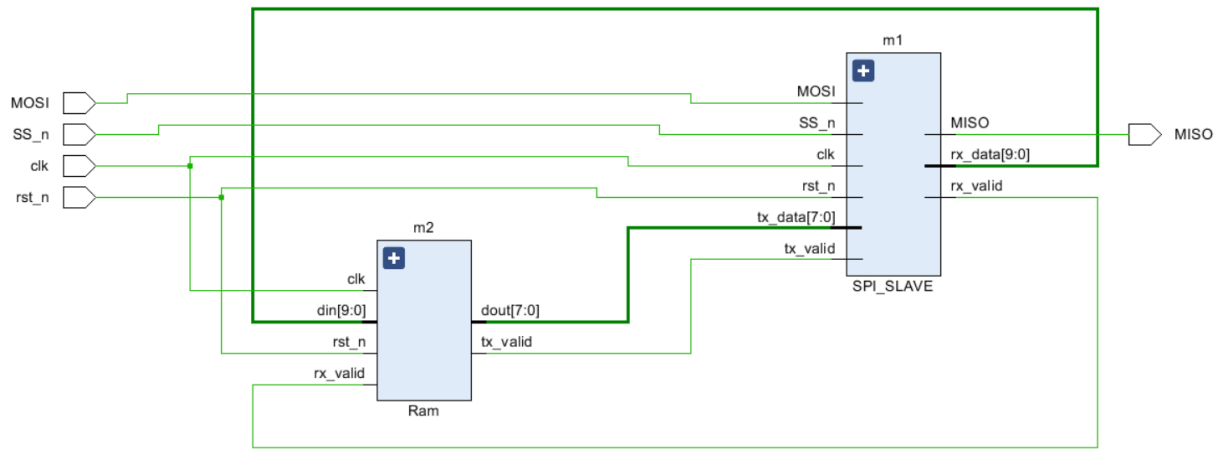 m1
MOSI
SS_n
clk
rst_n
MOSI
SS_n
clk
rst_n
tx_data[7:0]
tx_valid
MISO
rx_data[9:0]
rx_valid
SPI_SLAVE
MISO
m2
clk
din[9:0]
rst_n
rx_valid
dout[7:0]
tx_valid
Ram